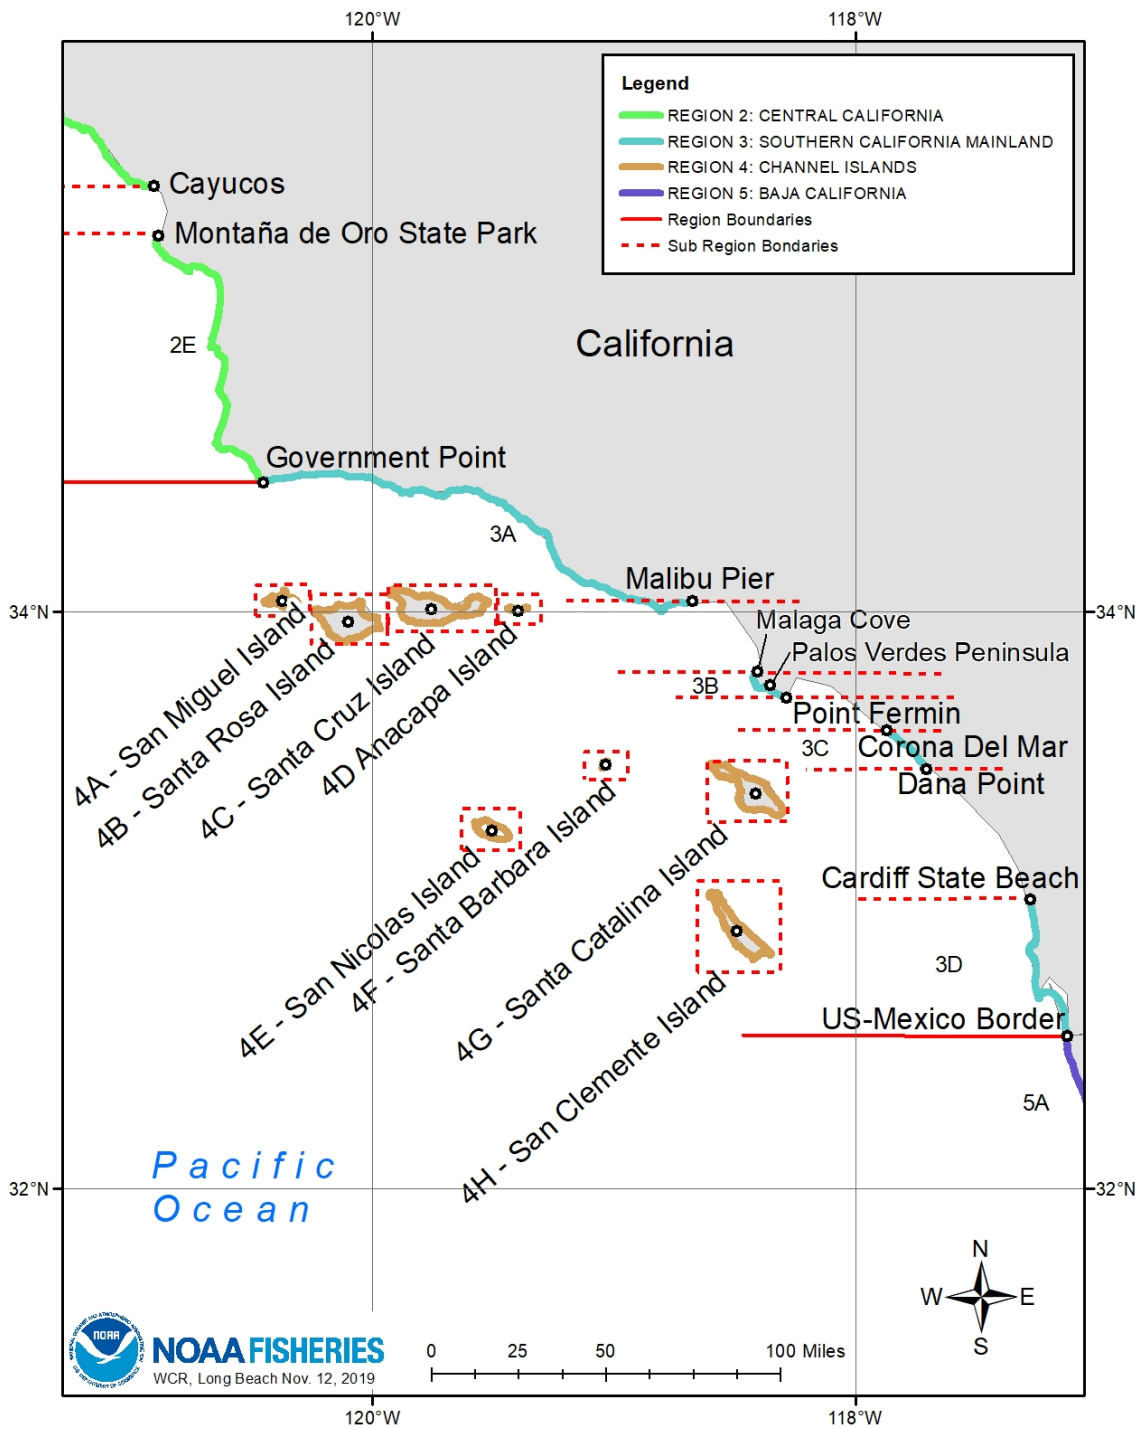 120°W
118°W
Legend
REGION 2: CENTRAL CALIFORNIA
REGION 3: SOUTHERN CALIFORNIA MAINLAND
REGION 4: CHANNEL ISLANDS
REGION 5: BAJA CALIFORNIA
Region Boundaries
Sub Region Bondaries
Cayucos
Montaña de Oro State Park
2E
California
Government Point
3A
Malibu Pier
34°N
34°N
Malaga Cove
Palos Verdes Peninsula
3B
Point Fermin
3C
Corona Del Mar
Dana Point
4A - San Miguel Island
4B - Santa Rosa Island
4C - Santa Cruz Island
4D Anacapa Island
4E - San Nicolas Island
4F - Santa Barbara Island
4G - Santa Catalina Island
4H - San Clemente Island
Cardiff State Beach
3D
US-Mexico Border
5A
Pacific
Ocean
32°N
32°N
N
W
E
S
NOAA
NOAA FISHERIES
WCR, Long Beach Nov. 12, 2019
0
25
50
100 Miles
120°W
118°W